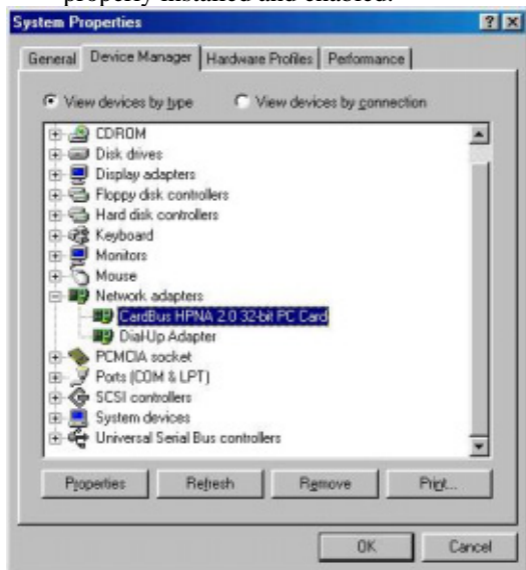 properly installed and enabled.
System Properties
General Device Manager Hardware Profiles Performance
View devices by type View devices by connection
CDROM
Disk drives
Display adapters
Floppy disk controllers
Hard disk controllers
Keyboard
Monitors
Mouse
Network adapters
CardBus HPNA 2.0 32-bit PC Card
Dial-Up Adapter
PCMCIA socket
Ports (COM & LPT)
SCSI controllers
System devices
Universal Serial Bus controllers
Properties Refresh Remove Print...
OK Cancel